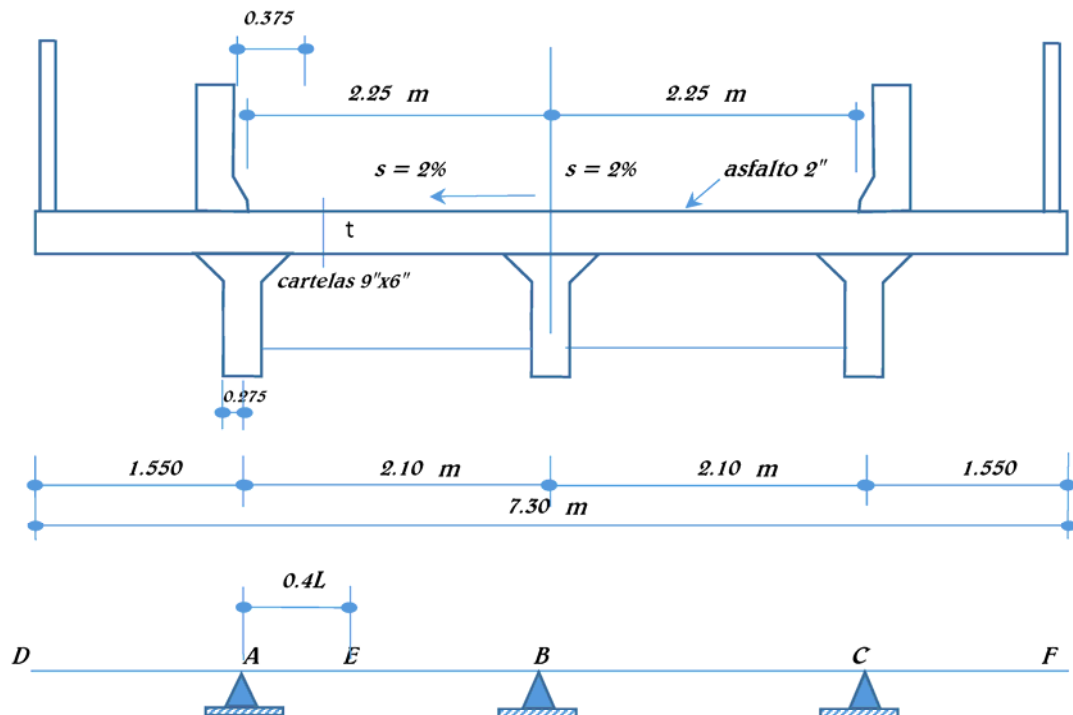 0.375
2.25 m 2.25 m
s = 2% s = 2% asfalto 2"
t
cartelas 9"x6"
0.275
1.550 2.10 m 2.10 m 1.550
7.30 m
0.4L
D A E B C F